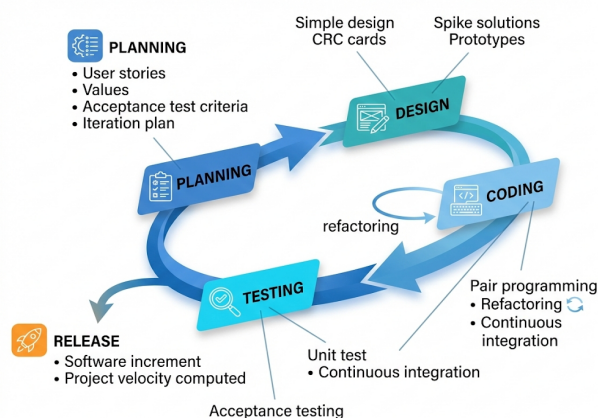 PLANNING
• User stories
• Values
• Acceptance test criteria
• Iteration plan
Simple design
CRC cards
Spike solutions
Prototypes
DESIGN
PLANNING
CODING
refactoring
TESTING
Pair programming
• Refactoring
• Continuous
integration
RELEASE
• Software increment
• Project velocity computed
Unit test
• Continuous integration
Acceptance testing